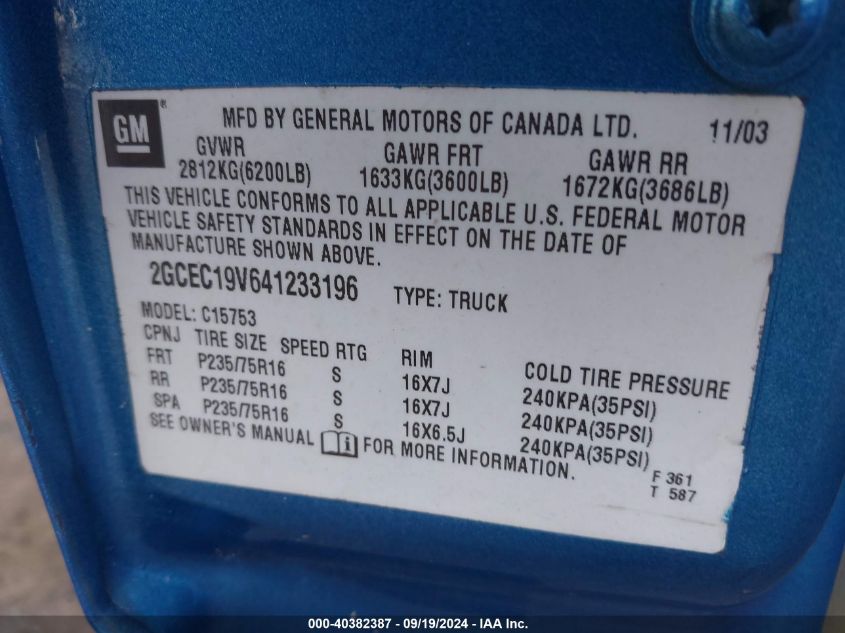 GM ® MFD BY GENERAL MOTORS OF CANADA LTD. 11/03
GVWR GAWR FRT GAWR RR
2812KG(6200LB) 1633KG(3600LB) 1672KG(3686LB)
THIS VEHICLE CONFORMS TO ALL APPLICABLE U.S. FEDERAL MOTOR
VEHICLE SAFETY STANDARDS IN EFFECT ON THE DATE OF
MANUFACTURE SHOWN ABOVE.
2GCEC19V641233196 TYPE: TRUCK
MODEL: C15753
CPNJ TIRE SIZE SPEED RTG RIM COLD TIRE PRESSURE
FRT P235/75R16 S 16X7J 240KPA(35PSI)
RR P235/75R16 S 16X7J 240KPA(35PSI)
SPA P235/75R16 S 16X6.5J 240KPA(35PSI)
SEE OWNER'S MANUAL i FOR MORE INFORMATION.
F 361
T 587
000-40382387 - 09/19/2024 - IAA Inc.